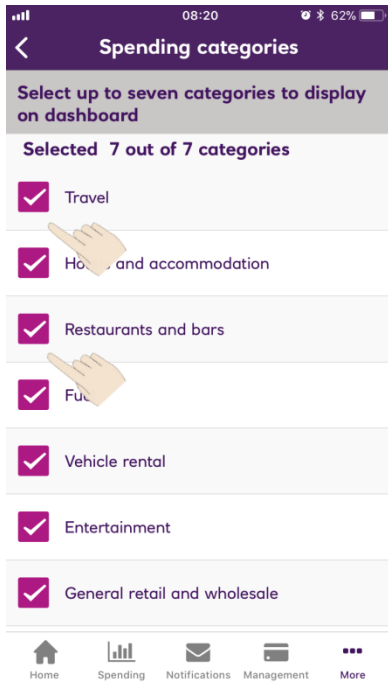 08:20
62%
Spending categories
Select up to seven categories to display
on dashboard
Selected 7 out of 7 categories
Travel
and accommodation
Restaurants and bars
Vehicle rental
Entertainment
General retail and wholesale
Home Spending Notifications Management More